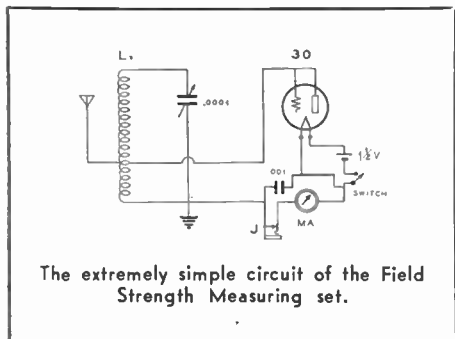 L.
30
.0001
1½V
.001
SWITCH
J
MA
The extremely simple circuit of the Field
Strength Measuring set.